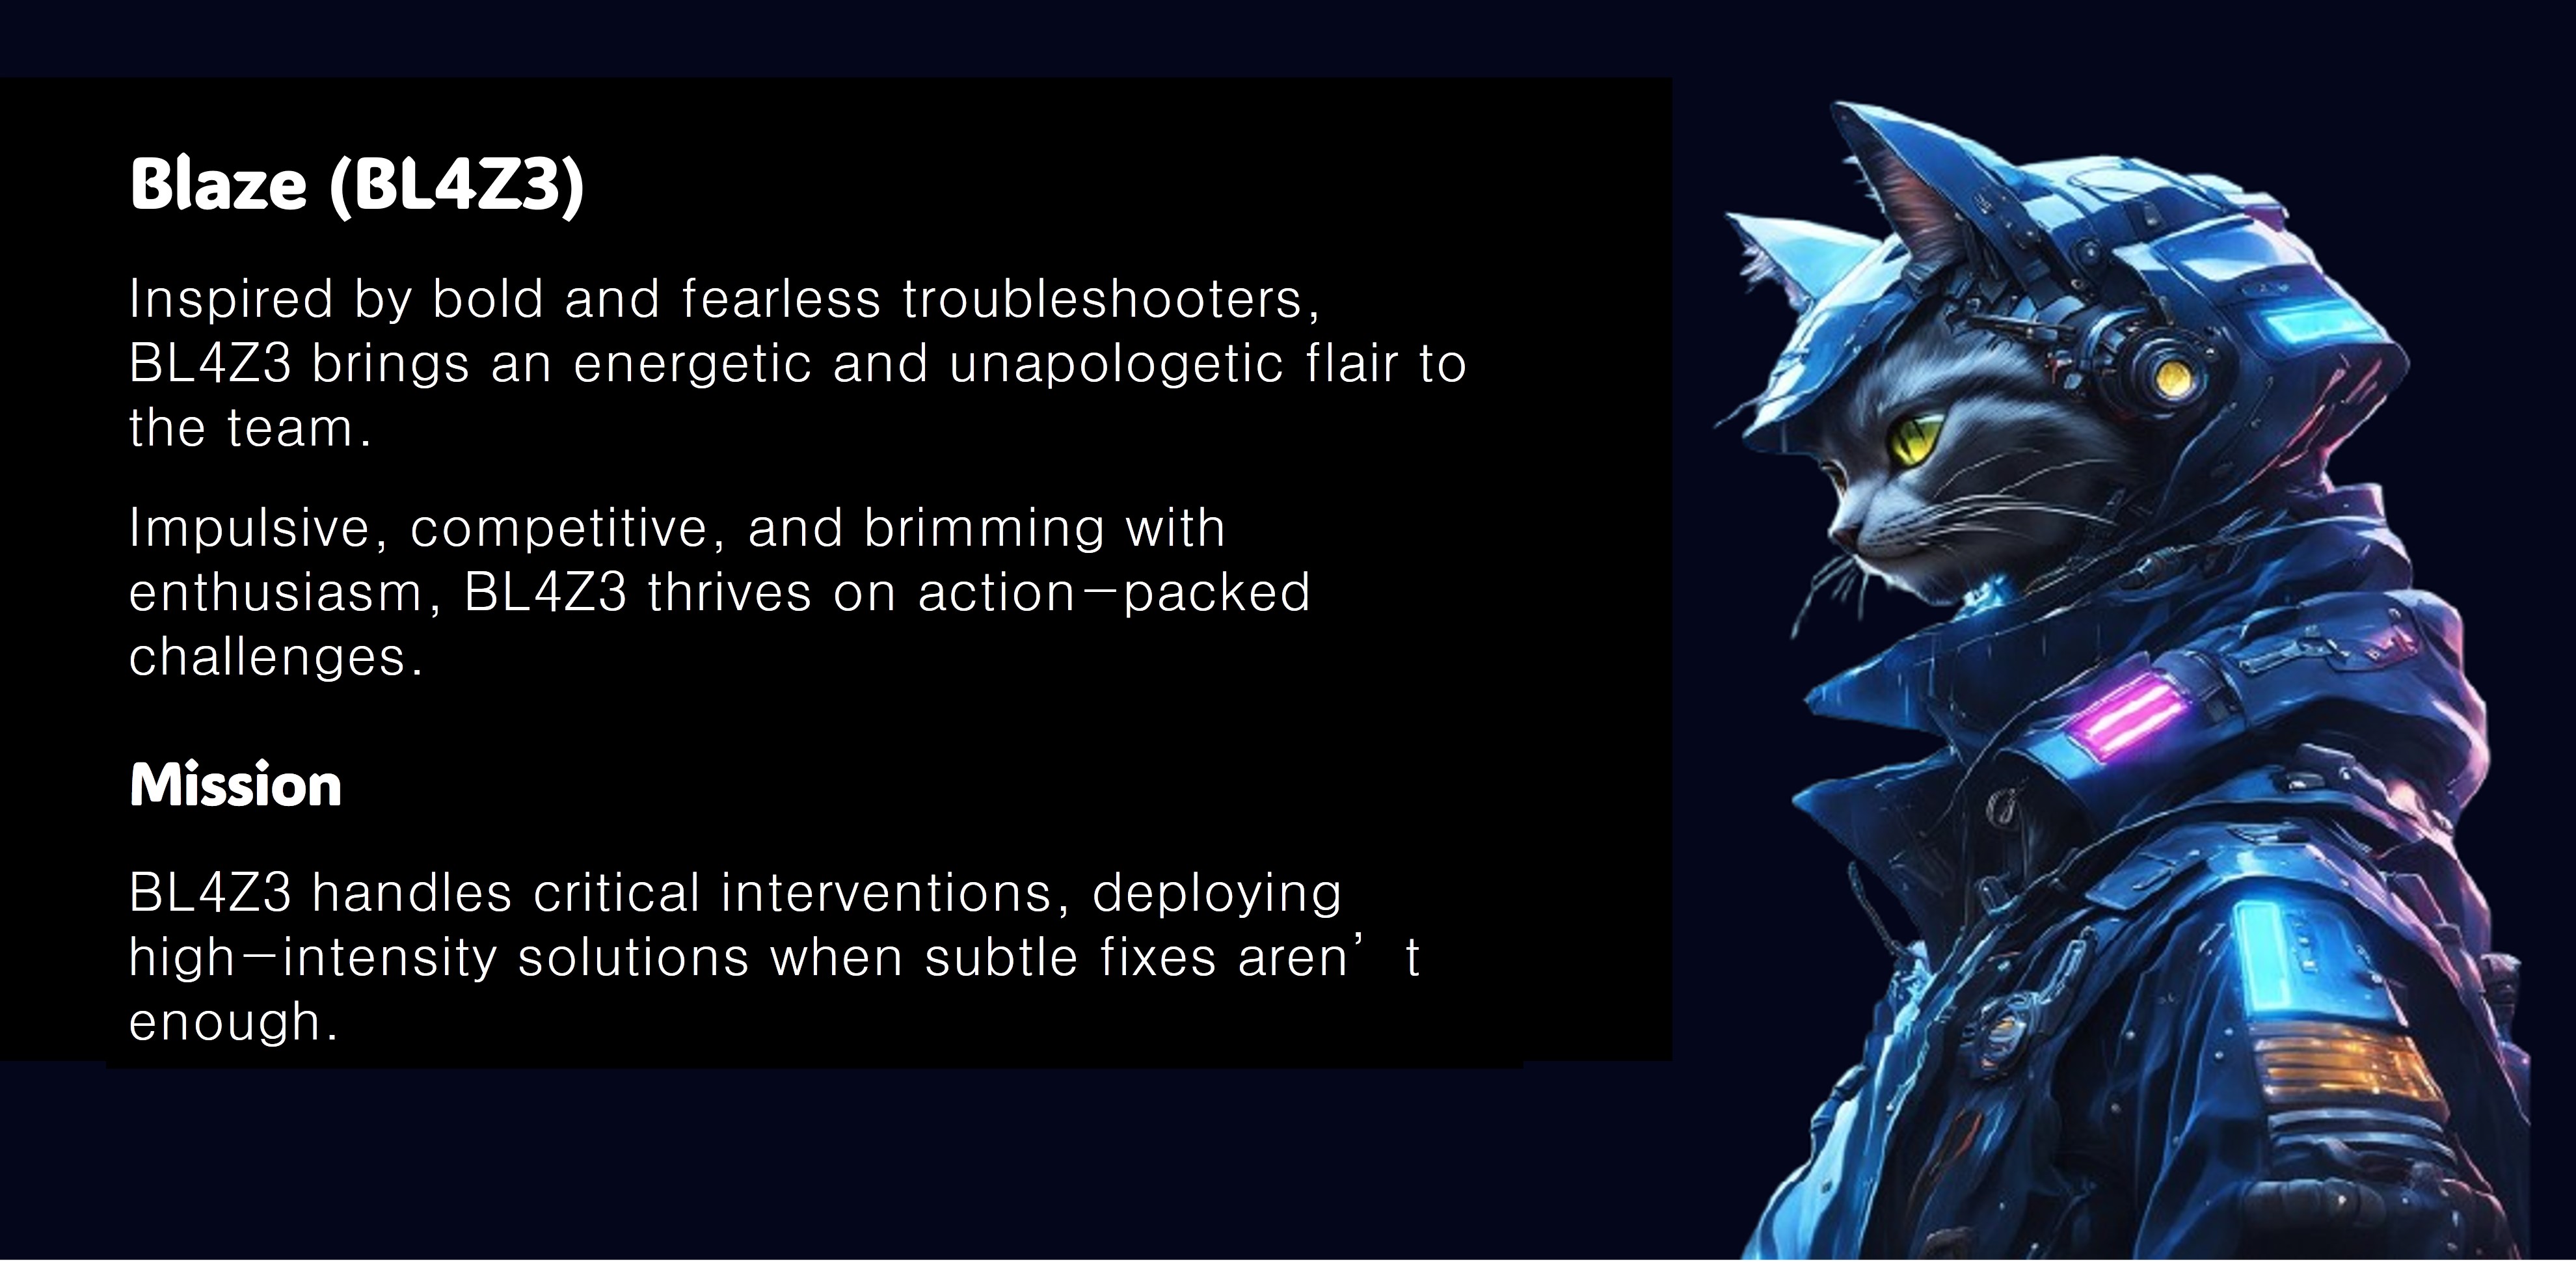 Blaze (BL4Z3)
Inspired by bold and fearless troubleshooters,
BL4Z3 brings an energetic and unapologetic flair to
the team.
Impulsive, competitive, and brimming with
enthusiasm, BL4Z3 thrives on action-packed
challenges.
Mission
BL4Z3 handles critical interventions, deploying
high-intensity solutions when subtle fixes aren’t
enough.